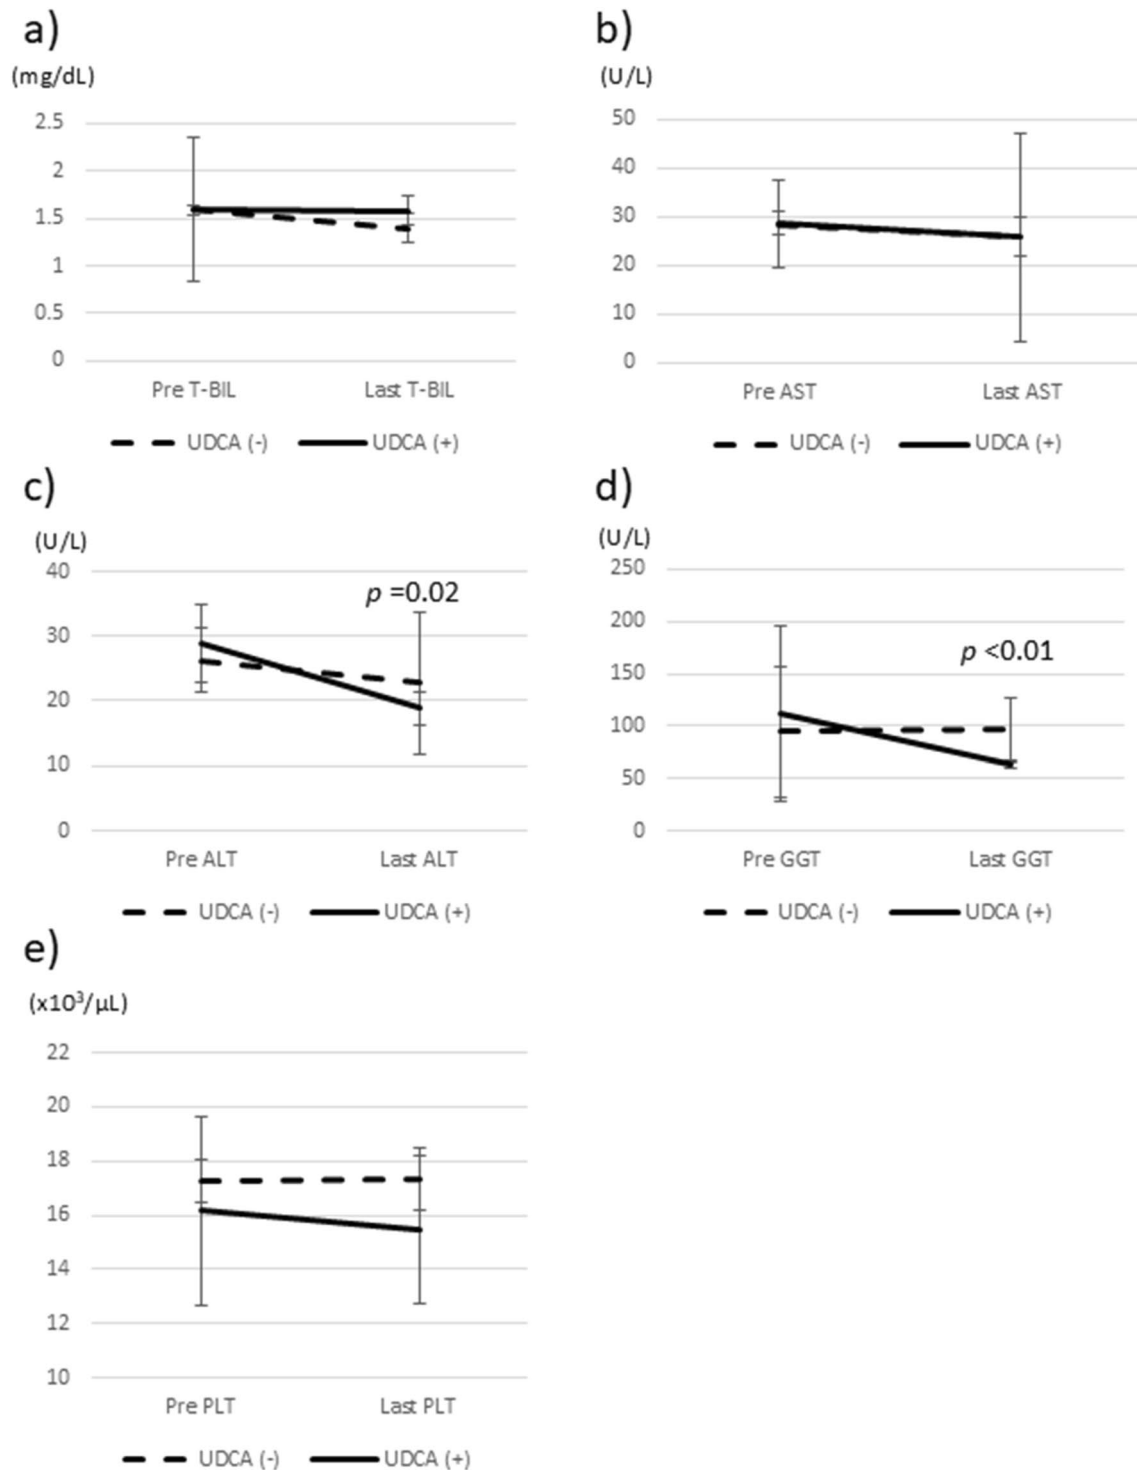 a)
(mg/dL)
2.5
2
1.5
1
0.5
0
Pre T-BIL Last T-BIL
UDCA (-) UDCA (+)
b)
(U/L)
50
40
30
20
10
0
Pre AST Last AST
UDCA (-) UDCA (+)
c)
(U/L)
40
p =0.02
30
20
10
0
Pre ALT Last ALT
UDCA (-) UDCA (+)
d)
(U/L)
250
200
p <0.01
150
100
50
0
Pre GGT Last GGT
UDCA (-) UDCA (+)
e)
(x10³/µL)
22
20
18
16
14
12
10
Pre PLT Last PLT
UDCA (-) UDCA (+)